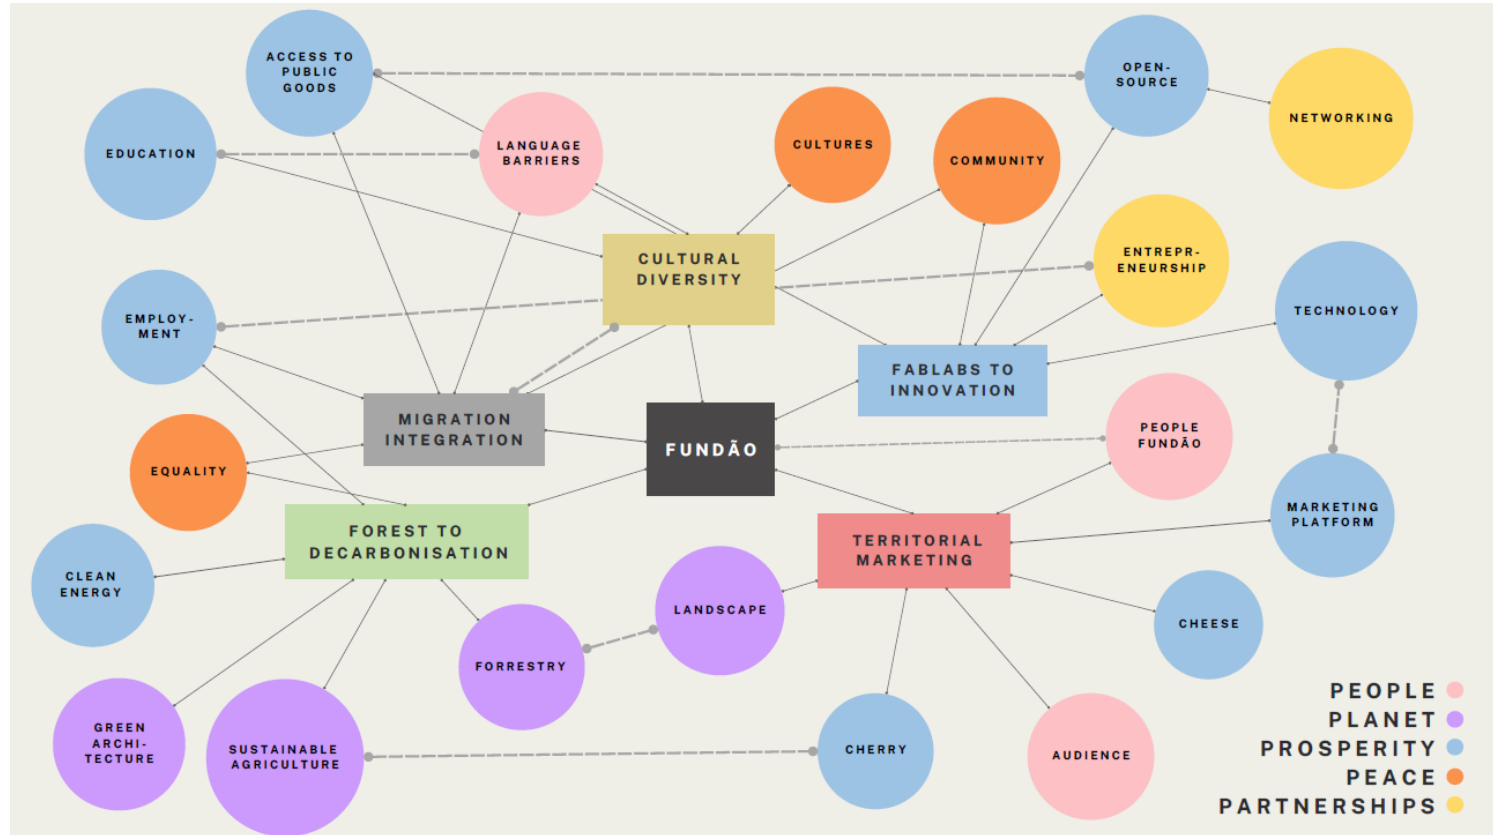 ACCESS TO
PUBLIC
GOODS
OPEN-
SOURCE
NETWORKING
EDUCATION
LANGUAGE
BARRIERS
CULTURES
COMMUNITY
CULTURAL
DIVERSITY
ENTREPR-
ENEURSHIP
EMPLOY-
MENT
TECHNOLOGY
FABLABS TO
INNOVATION
MIGRATION
INTEGRATION
FUNDÃO
PEOPLE
FUNDÃO
EQUALITY
FOREST TO
DECARBONISATION
TERRITORIAL
MARKETING
MARKETING
PLATFORM
CLEAN
ENERGY
LANDSCAPE
CHEESE
FORRESTRY
GREEN
ARCHI-
TECTURE
SUSTAINABLE
AGRICULTURE
CHERRY
AUDIENCE
PEOPLE
PLANET
PROSPERITY
PEACE
PARTNERSHIPS